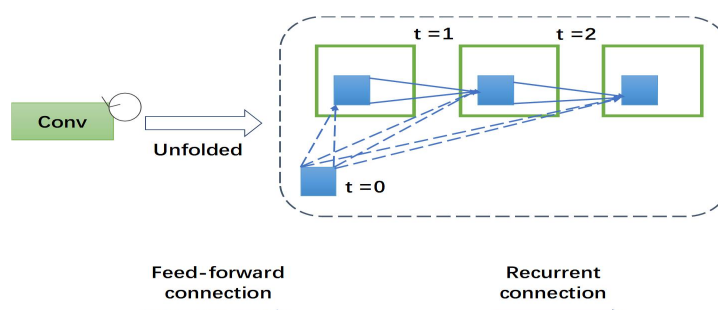 t =1
t =2
Conv
Unfolded
t =0
Feed-forward
connection
Recurrent
connection